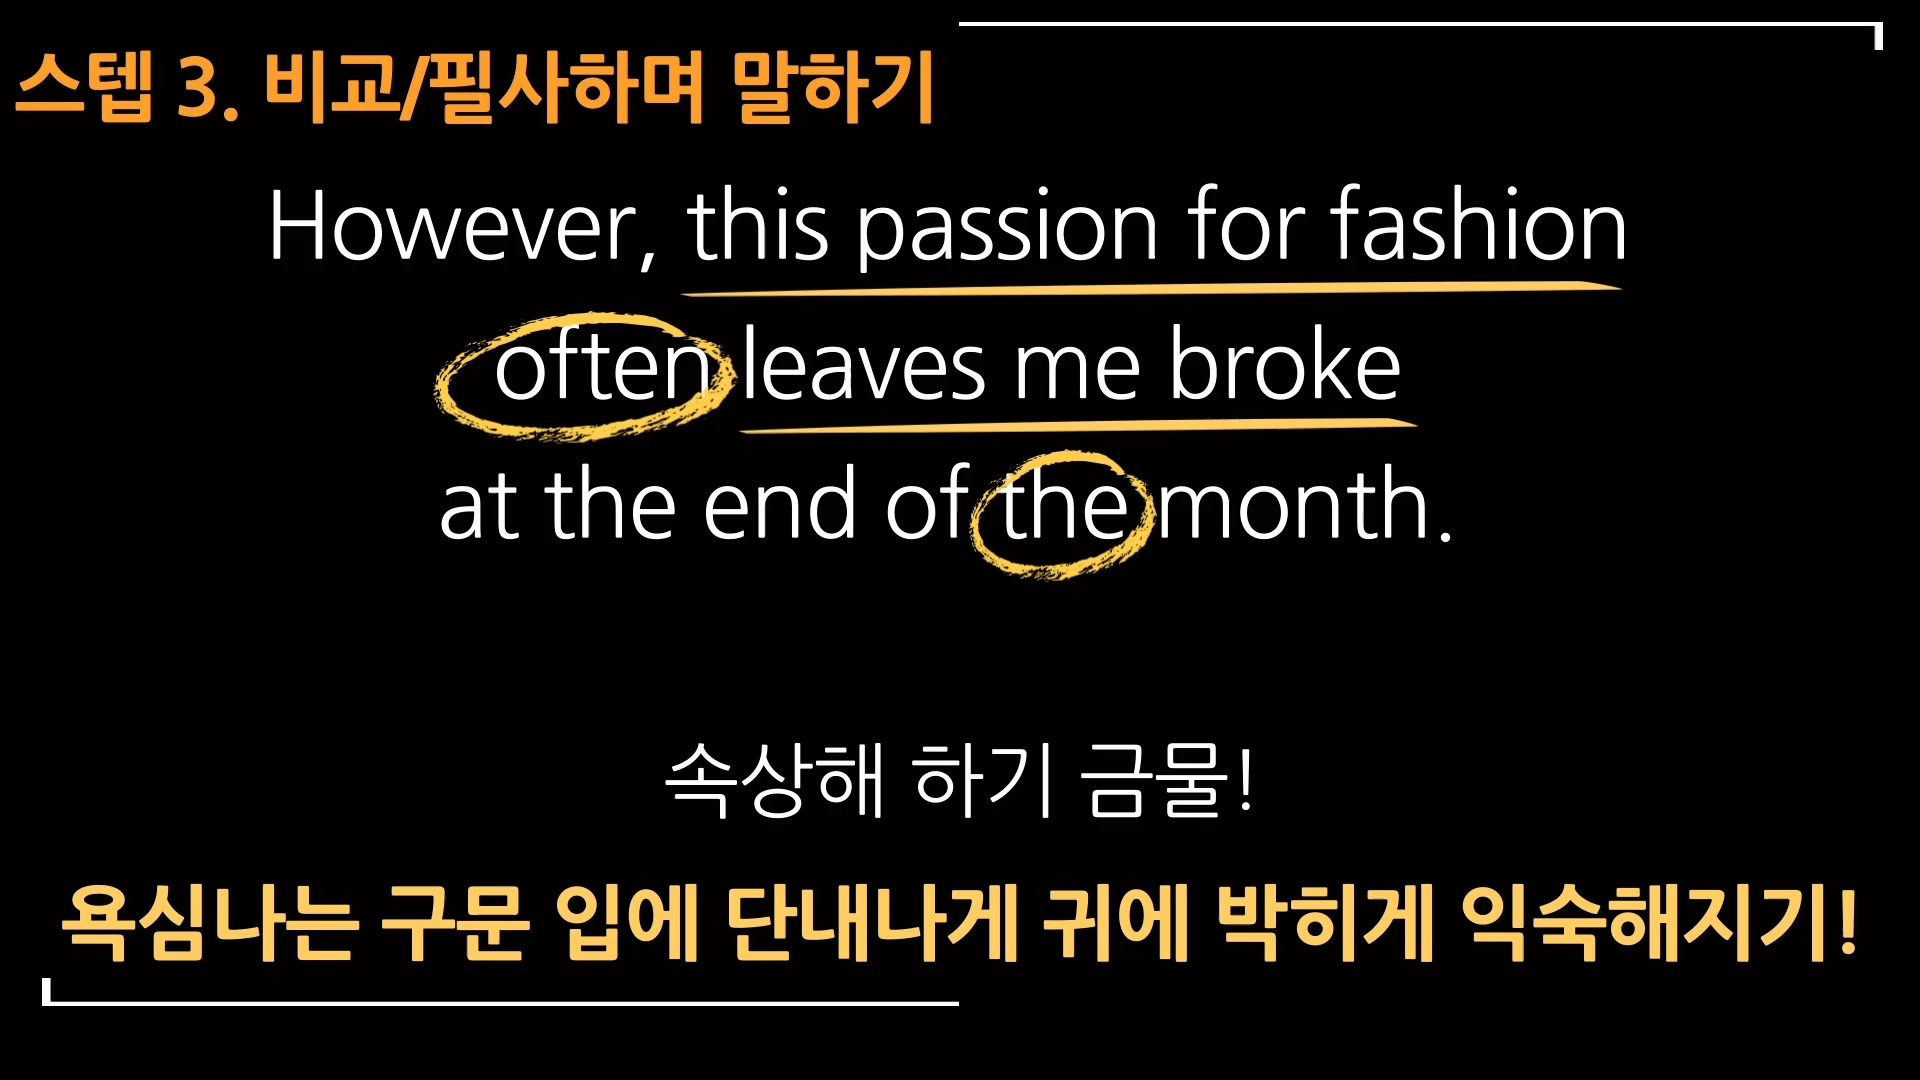 스텝 3. 비교/필사하며 말하기
However, this passion for fashion
often leaves me broke
at the end of the month.
속상해 하기 금물!
욕심나는 구문 입에 단내나게 귀에 박히게 익숙해지기!